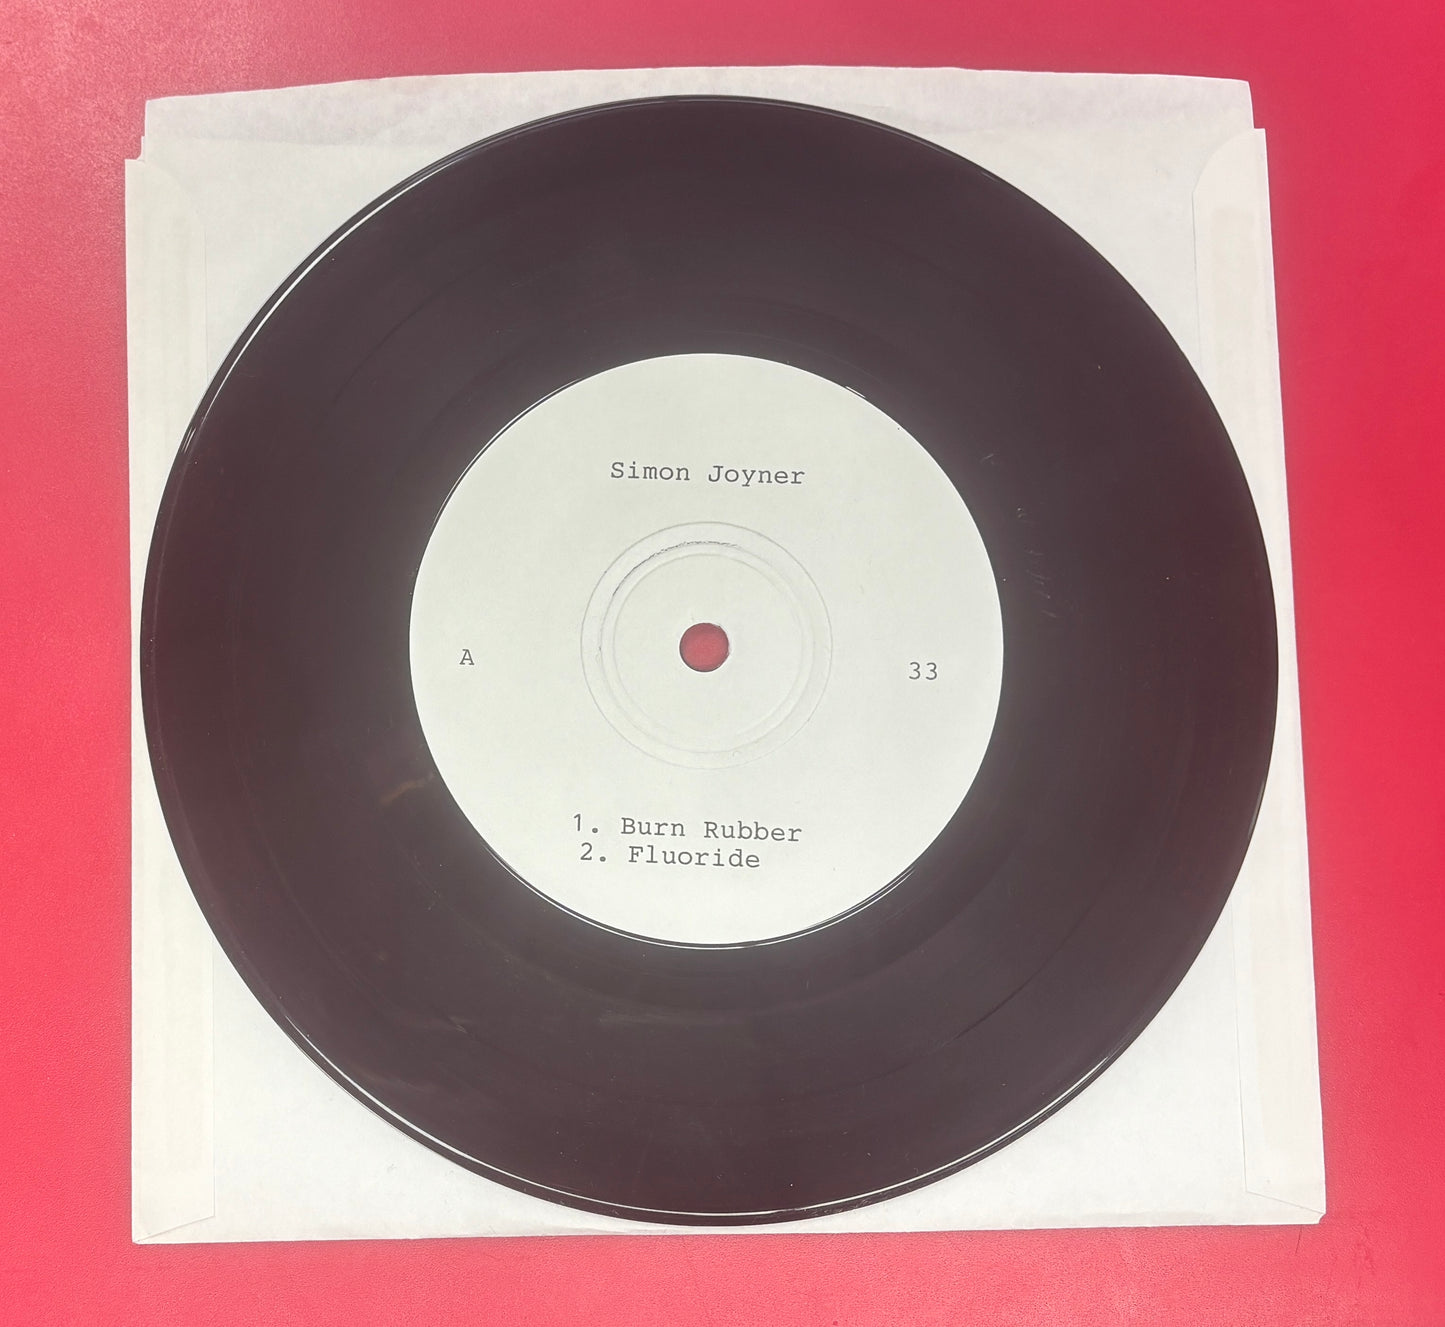 Simon Joyner
A
33
1. Burn Rubber
2. Fluoride